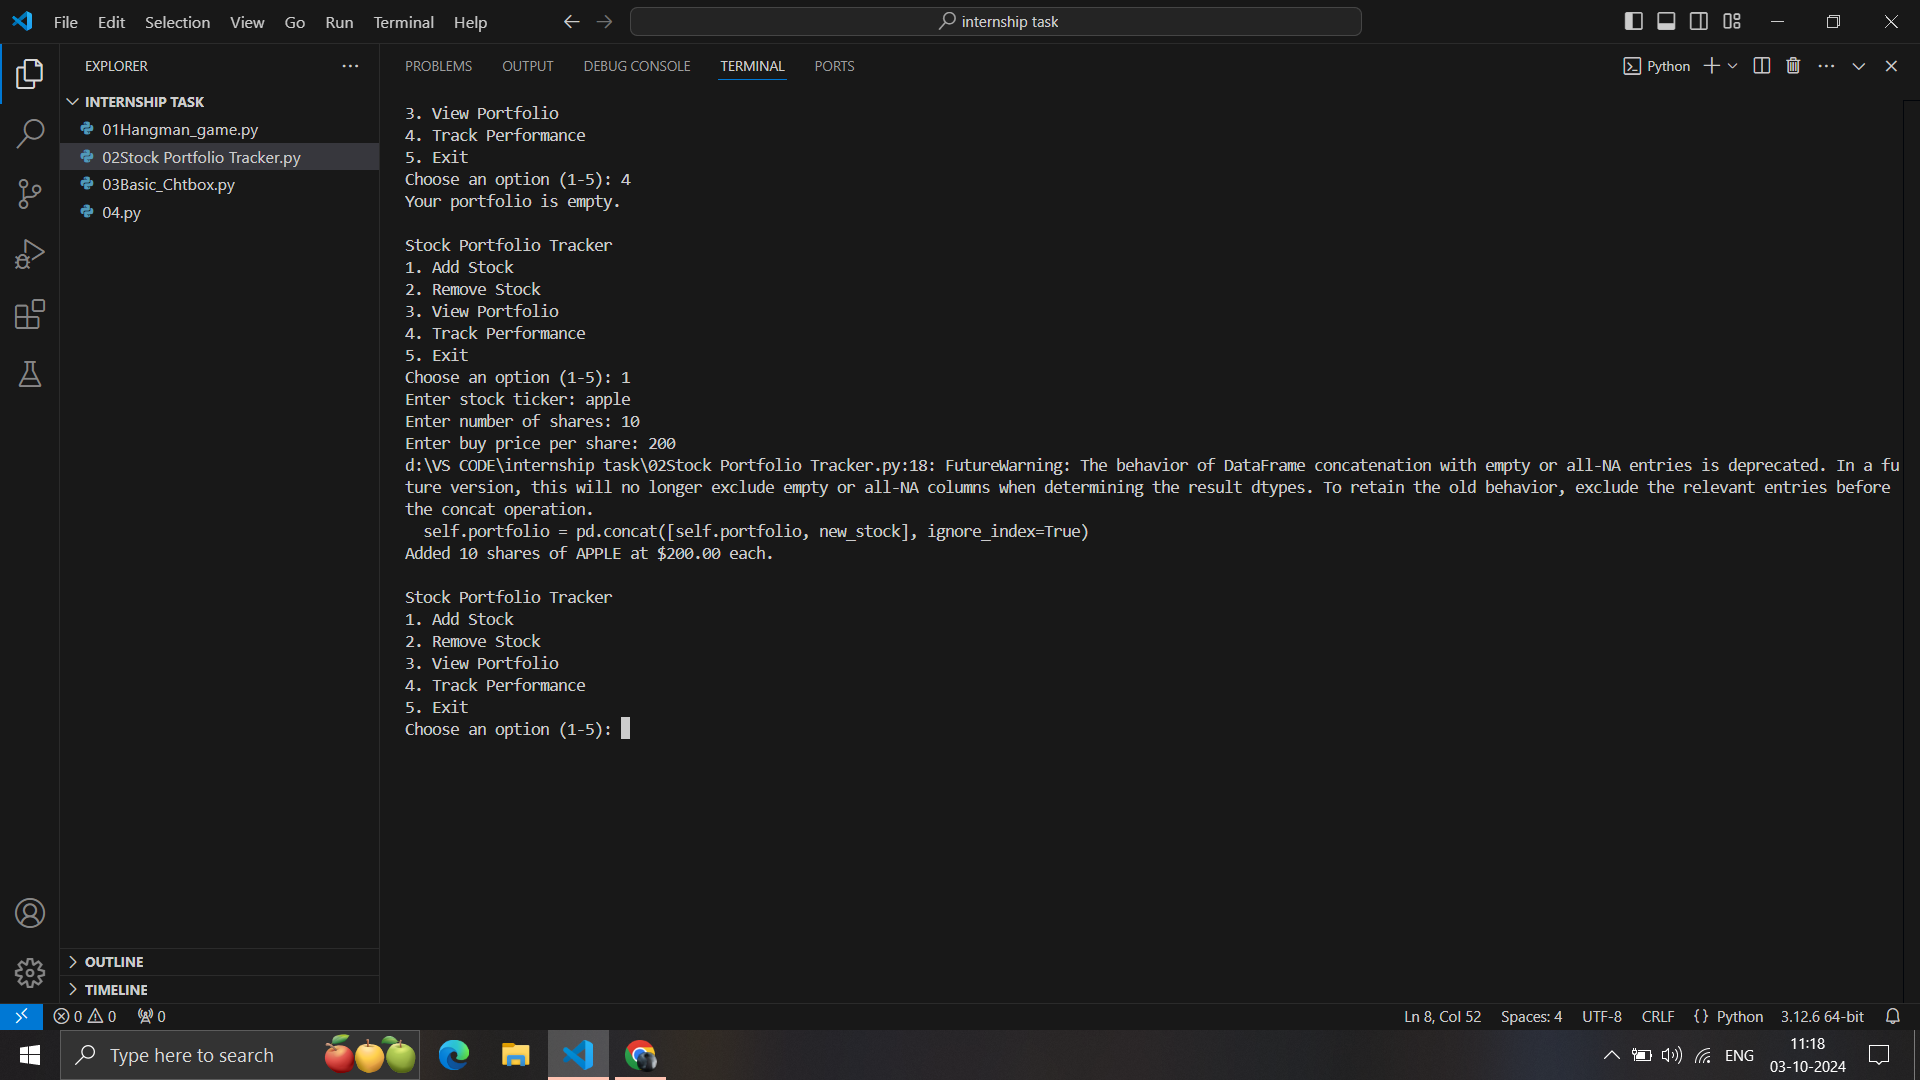 File Edit Selection View Go Run Terminal Help
internship task
EXPLORER
INTERNSHIP TASK
01Hangman_game.py
02Stock Portfolio Tracker.py
03Basic_Chtbox.py
04.py
OUTLINE
TIMELINE
PROBLEMS OUTPUT DEBUG CONSOLE TERMINAL PORTS
Python
3. View Portfolio
4. Track Performance
5. Exit
Choose an option (1-5): 4
Your portfolio is empty.
Stock Portfolio Tracker
1. Add Stock
2. Remove Stock
3. View Portfolio
4. Track Performance
5. Exit
Choose an option (1-5): 1
Enter stock ticker: apple
Enter number of shares: 10
Enter buy price per share: 200
d:\VS CODE\internship task\02Stock Portfolio Tracker.py:18: FutureWarning: The behavior of DataFrame concatenation with empty or all-NA entries is deprecated. In a fu
ture version, this will no longer exclude empty or all-NA columns when determining the result dtypes. To retain the old behavior, exclude the relevant entries before
the concat operation.
self.portfolio = pd.concat([self.portfolio, new_stock], ignore_index=True)
Added 10 shares of APPLE at $200.00 each.
Stock Portfolio Tracker
1. Add Stock
2. Remove Stock
3. View Portfolio
4. Track Performance
5. Exit
Choose an option (1-5):
0 0 0
Ln 8, Col 52 Spaces: 4 UTF-8 CRLF {} Python 3.12.6 64-bit
Type here to search
ENG
11:18
03-10-2024